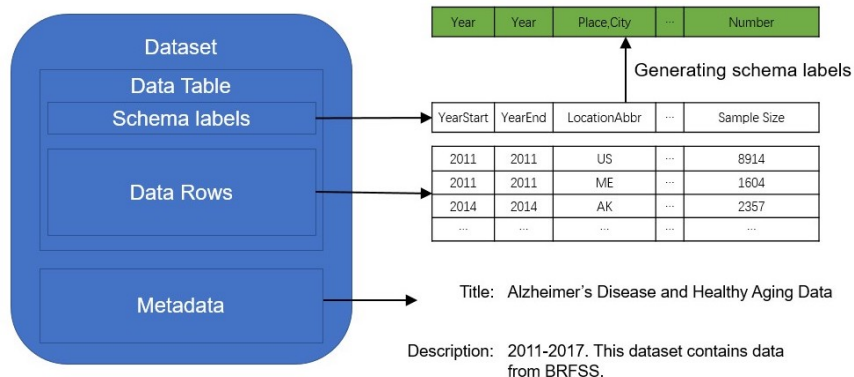 Dataset
Data Table
Schema labels
Data Rows
Metadata
Year Year Place,City ... Number
Generating schema labels
YearStart YearEnd LocationAbbr ... Sample Size
2011 2011 US ... 8914
2011 2011 ME ... 1604
2014 2014 AK ... 2357
... ... ... ... ...
Title: Alzheimer's Disease and Healthy Aging Data
Description: 2011-2017. This dataset contains data
from BRFSS.